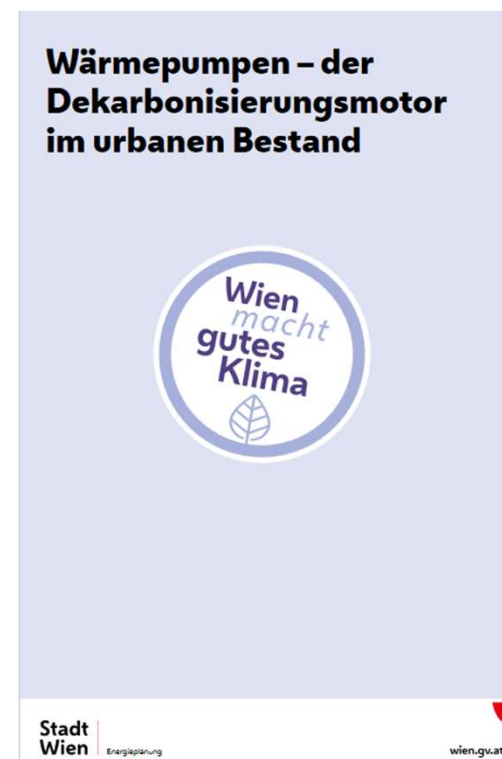 Wärmepumpen – der
Dekarbonisierungsmotor
im urbanen Bestand
Wien
macht
gutes
Klima
Stadt
Wien
Energieplanung
wien.gv.at